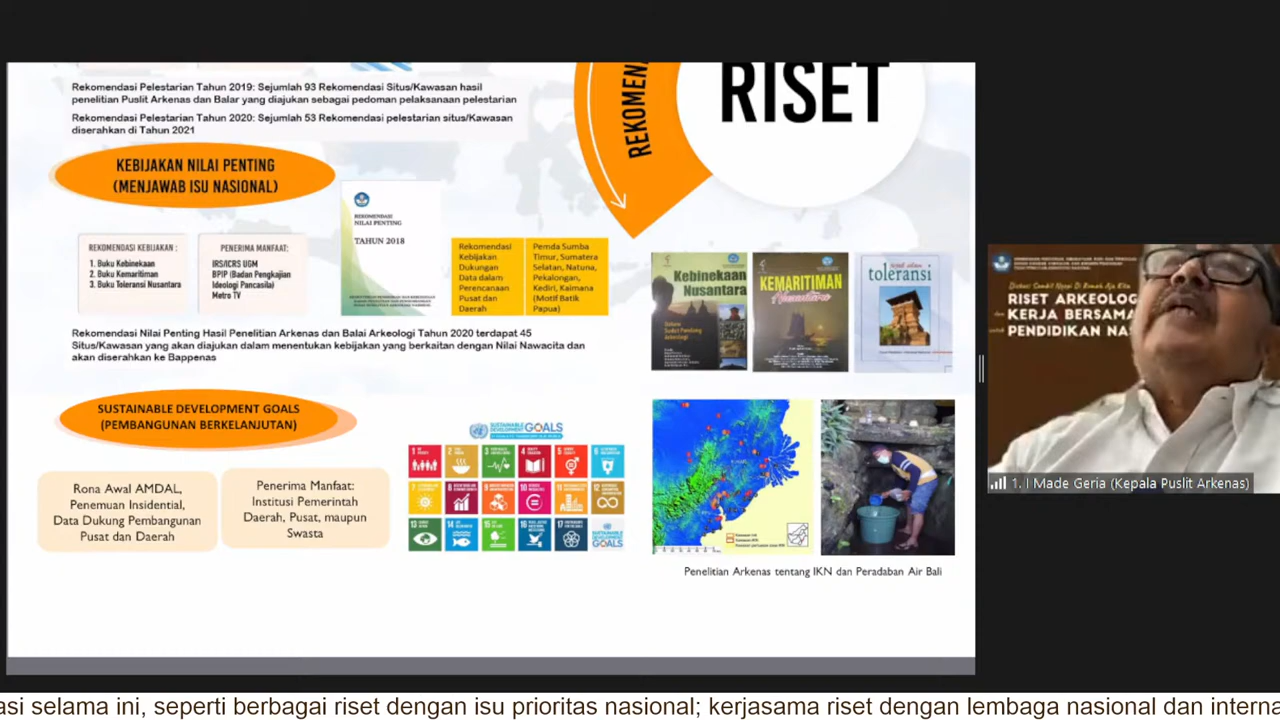 Rekomendasi Pelestarian Tahun 2019: Sejumlah 93 Rekomendasi Situs/Kawasan hasil
penelitian Puslit Arkenas dan Balar yang diajukan sebagai pedoman pelaksanaan pelestarian
Rekomendasi Pelestarian Tahun 2020: Sejumlah 53 Rekomendasi pelestarian situs/Kawasan
diserahkan di Tahun 2021
REKOMENA
RISET
KEBIJAKAN NILAI PENTING
(MENJAWAB ISU NASIONAL)
REKOMENDASI KEBIJAKAN :
1. Buku Kebinekaan
2. Buku Kemaritiman
3. Buku Toleransi Nusantara
PENERIMA MANFAAT:
IRS/ICRS UGM
BPIP (Badan Pengkajian
Ideologi Pancasila)
Metro TV
REKOMENDASI
NILAI PENTING
TAHUN 2018
Rekomendasi
Kebijakan
Dukungan
Data dalam
Perencanaan
Pusat dan
Daerah
Pemda Sumba
Timur, Sumatera
Selatan, Natuna,
Pekalongan,
Kediri, Kaimana
(Motif Batik
Papua)
Kebinekaan
Nusantara
KEMARITIMAN
Nusantara
toleransi
Rekomendasi Nilai Penting Hasil Penelitian Arkenas dan Balai Arkeologi Tahun 2020 terdapat 45
Situs/Kawasan yang akan diajukan dalam menentukan kebijakan yang berkaitan dengan Nilai Nawacita dan
akan diserahkan ke Bappenas
SUSTAINABLE DEVELOPMENT GOALS
(PEMBANGUNAN BERKELANJUTAN)
Rona Awal AMDAL,
Penemuan Insidential,
Data Dukung Pembangunan
Pusat dan Daerah
Penerima Manfaat:
Institusi Pemerintah
Daerah, Pusat, maupun
Swasta
SUSTAINABLE DEVELOPMENT
GOALS
Penelitian Arkenas tentang IKN dan Peradaban Air Bali
Diskusi Sambil Ngopi Di Rumah Aja Kita
RISET ARKEOLOG
KERJA BERSAMA
PENDIDIKAN NAS
1. I Made Geria (Kepala Puslit Arkenas)
asi selama ini, seperti berbagai riset dengan isu prioritas nasional; kerjasama riset dengan lembaga nasional dan interna